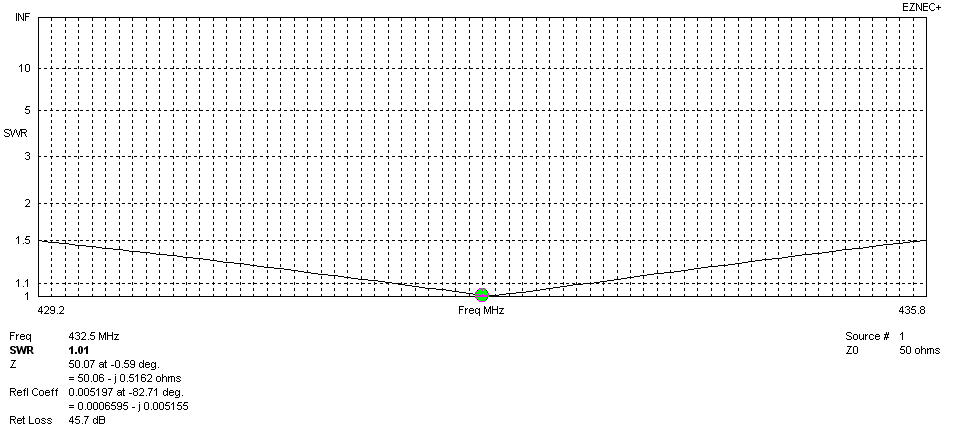 EZNEC+
INF
10
5
SWR
3
2
1.5
1.1
1
429.2 Freq MHz 435.8
Freq 432.5 MHz Source # 1
SWR 1.01 Z0 50 ohms
Z 50.07 at -0.59 deg.
= 50.06 - j 0.5162 ohms
Refl Coeff 0.005197 at -82.71 deg.
= 0.0006595 - j 0.005155
Ret Loss 45.7 dB